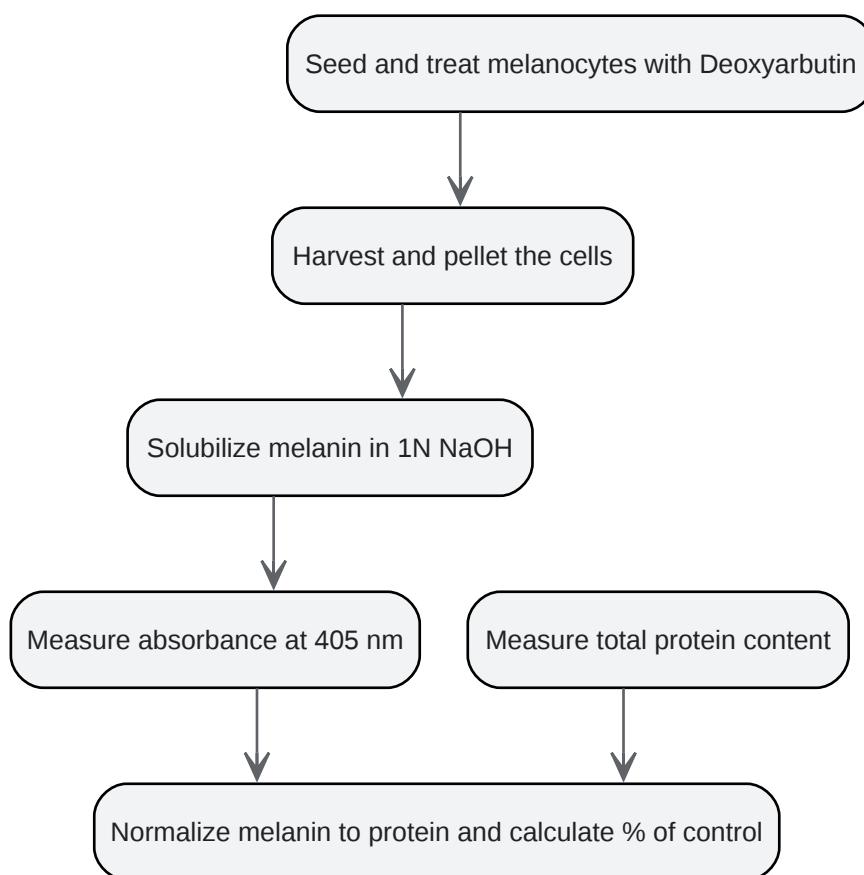 Seed and treat melanocytes with Deoxyarbutin
Harvest and pellet the cells
Solubilize melanin in 1N NaOH
Measure absorbance at 405 nm
Measure total protein content
Normalize melanin to protein and calculate % of control